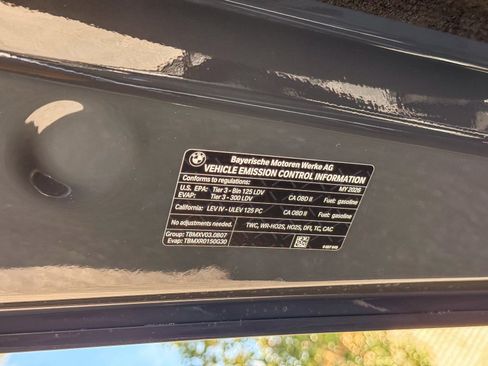 Bayerische Motoren Werke AG
VEHICLE EMISSION CONTROL INFORMATION
Conforms to regulations: MY 2026
U.S. EPA: Tier 3 - Bin 125 LDV CA OBD II Fuel: gasoline
EVAP: Tier 3 - 300 LDV
California: LEV IV - ULEV 125 PC CA OBD II Fuel: gasoline
No adjustments needed. TWC, WR-HO2S, HO2S, DFI, TC, CAC
Group: TBMXV03.0B07
Evap: TBMXR0150G30